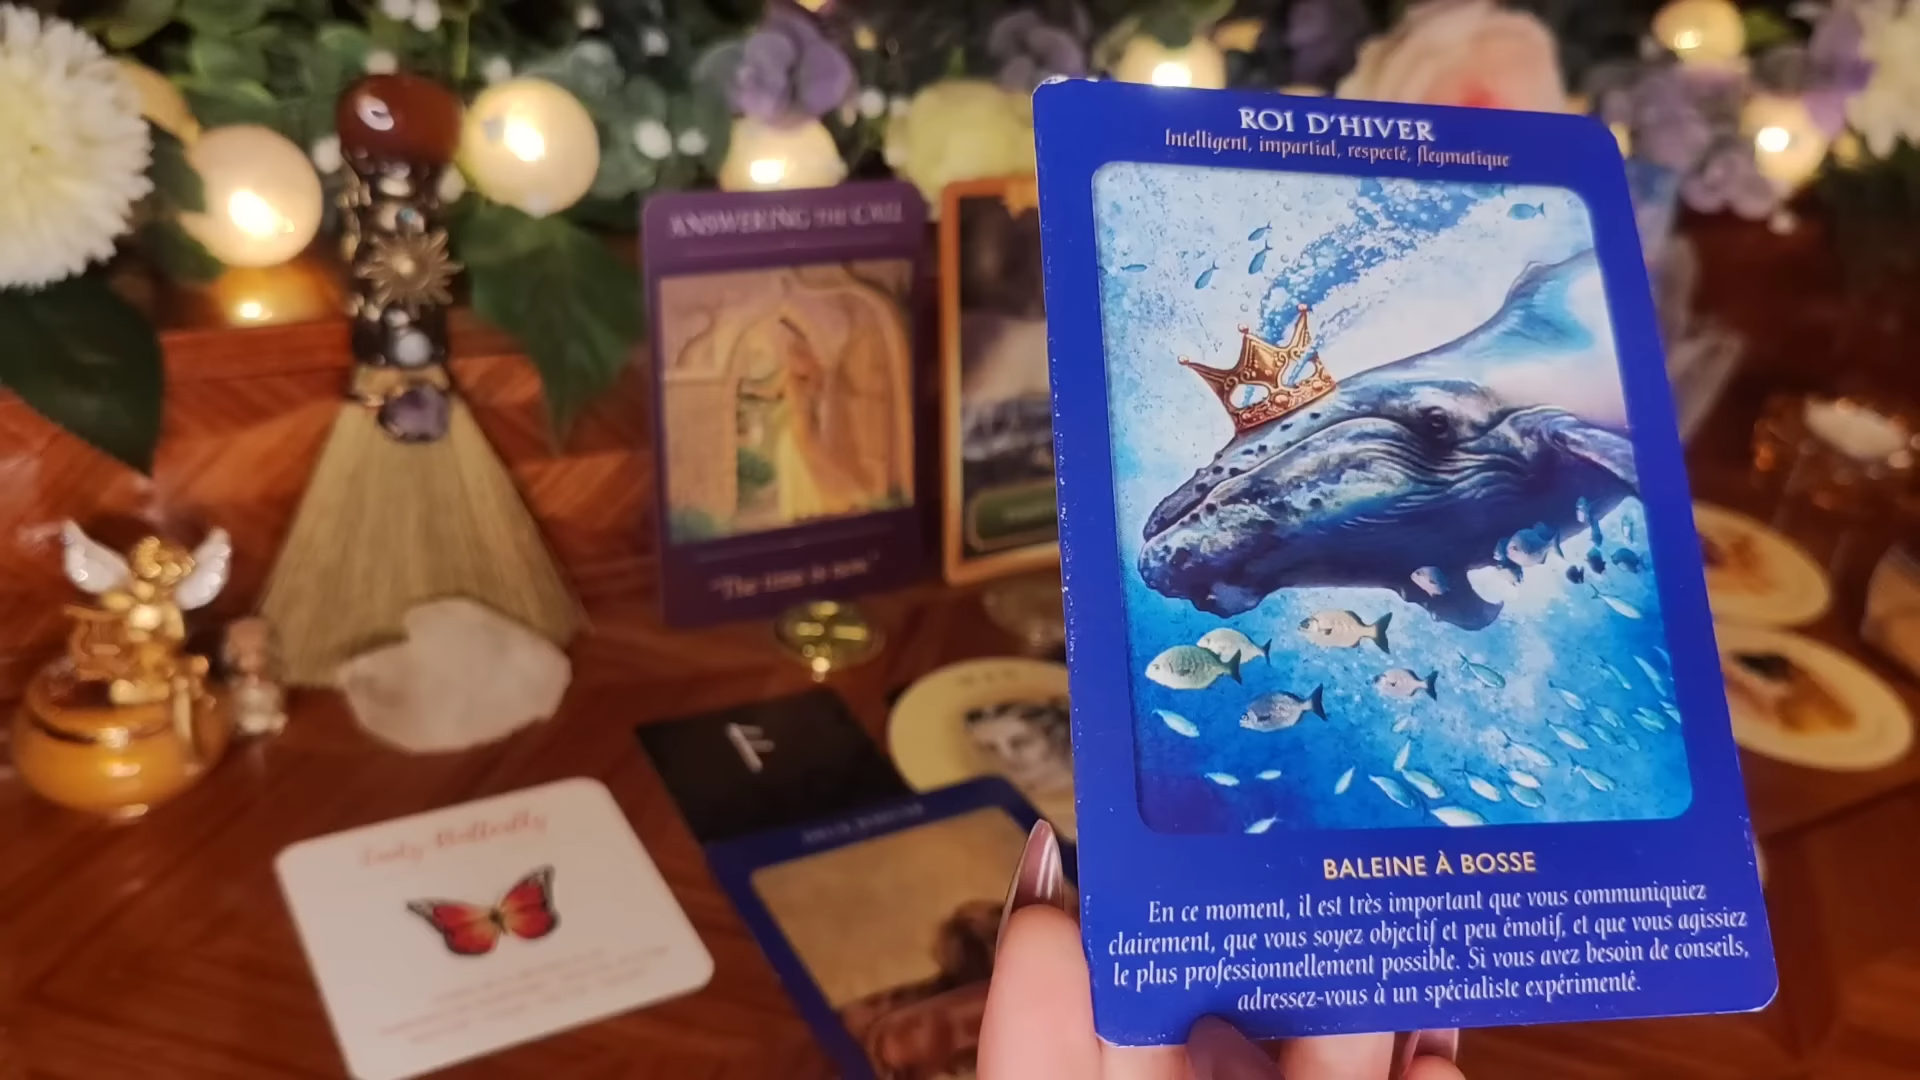 ROI D'HIVER
Intelligent, impartial, respecté, flegmatique
BALEINE À BOSSE
En ce moment, il est très important que vous communiquiez
clairement, que vous soyez objectif et peu émotif, et que vous agissiez
le plus professionnellement possible. Si vous avez besoin de conseils,
adressez-vous à un spécialiste expérimenté.
ANSWERING THE CALL
"The time is now."
Lady Butterfly